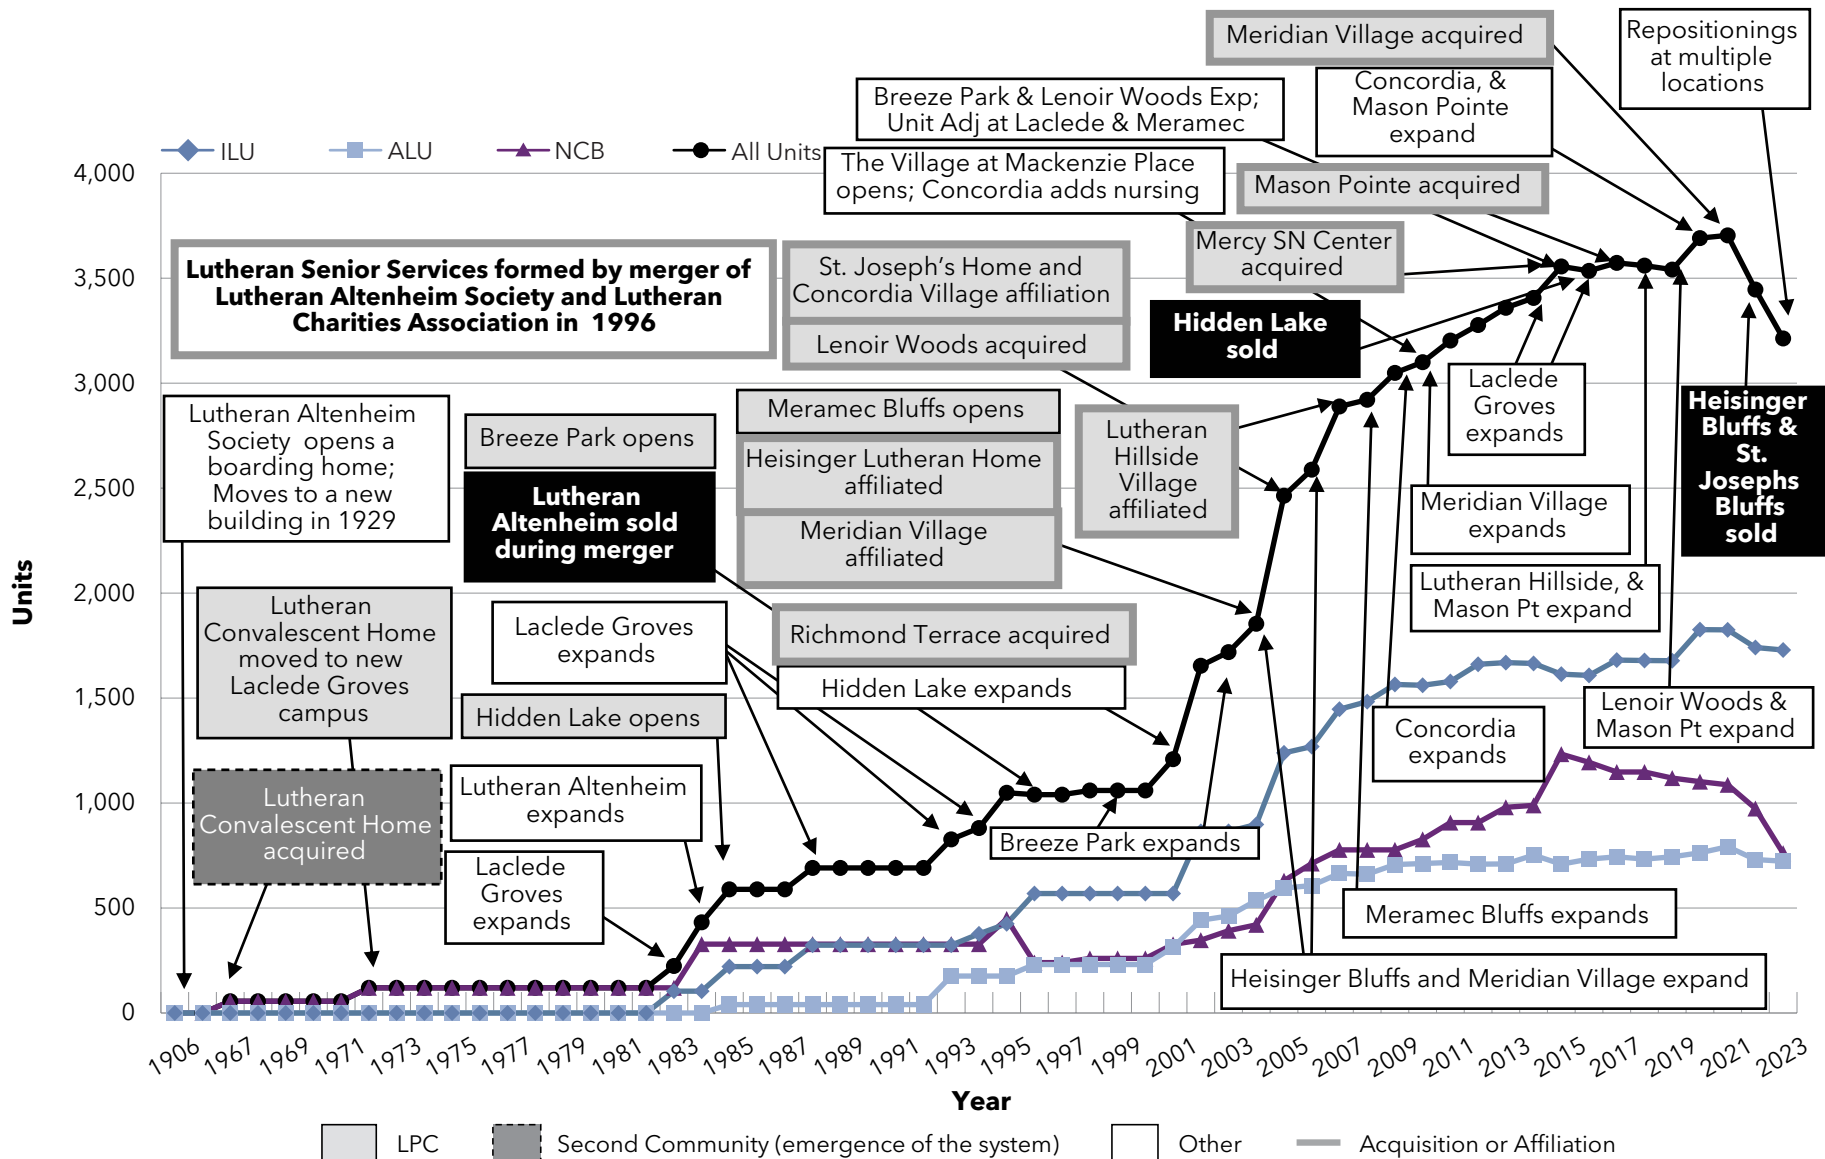 Meridian Village acquired
Repositionings
at multiple
locations
Concordia, &
Mason Pointe
expand
Breeze Park & Lenoir Woods Exp;
Unit Adj at Laclede & Meramec
ILU
ALU
NCB
All Units
The Village at Mackenzie Place
opens; Concordia adds nursing
Mason Pointe acquired
4,000
3,500
3,000
2,500
2,000
1,500
1,000
500
0
Units
Lutheran Senior Services formed by merger of
Lutheran Altenheim Society and Lutheran
Charities Association in 1996
St. Joseph's Home and
Concordia Village affiliation
Lenoir Woods acquired
Mercy SN Center
acquired
Hidden Lake
sold
Lutheran Altenheim
Society opens a
boarding home;
Moves to a new
building in 1929
Breeze Park opens
Lutheran
Altenheim sold
during merger
Meramec Bluffs opens
Heisinger Lutheran Home
affiliated
Meridian Village
affiliated
Lutheran
Hillside
Village
affiliated
Laclede
Groves
expands
Heisinger
Bluffs &
St.
Josephs
Bluffs
sold
Meridian Village
expands
Lutheran Hillside, &
Mason Pt expand
Lutheran
Convalescent Home
moved to new
Laclede Groves
campus
Laclede Groves
expands
Richmond Terrace acquired
Hidden Lake expands
Hidden Lake opens
Lenoir Woods &
Mason Pt expand
Concordia
expands
Lutheran
Convalescent Home
acquired
Lutheran Altenheim
expands
Breeze Park expands
Laclede
Groves
expands
Meramec Bluffs expands
Heisinger Bluffs and Meridian Village expand
1906
1967
1969
1971
1973
1975
1977
1979
1981
1983
1985
1987
1989
1991
1993
1995
1997
1999
2001
2003
2005
2007
2009
2011
2013
2015
2017
2019
2021
2023
Year
LPC
Second Community (emergence of the system)
Other
Acquisition or Affiliation